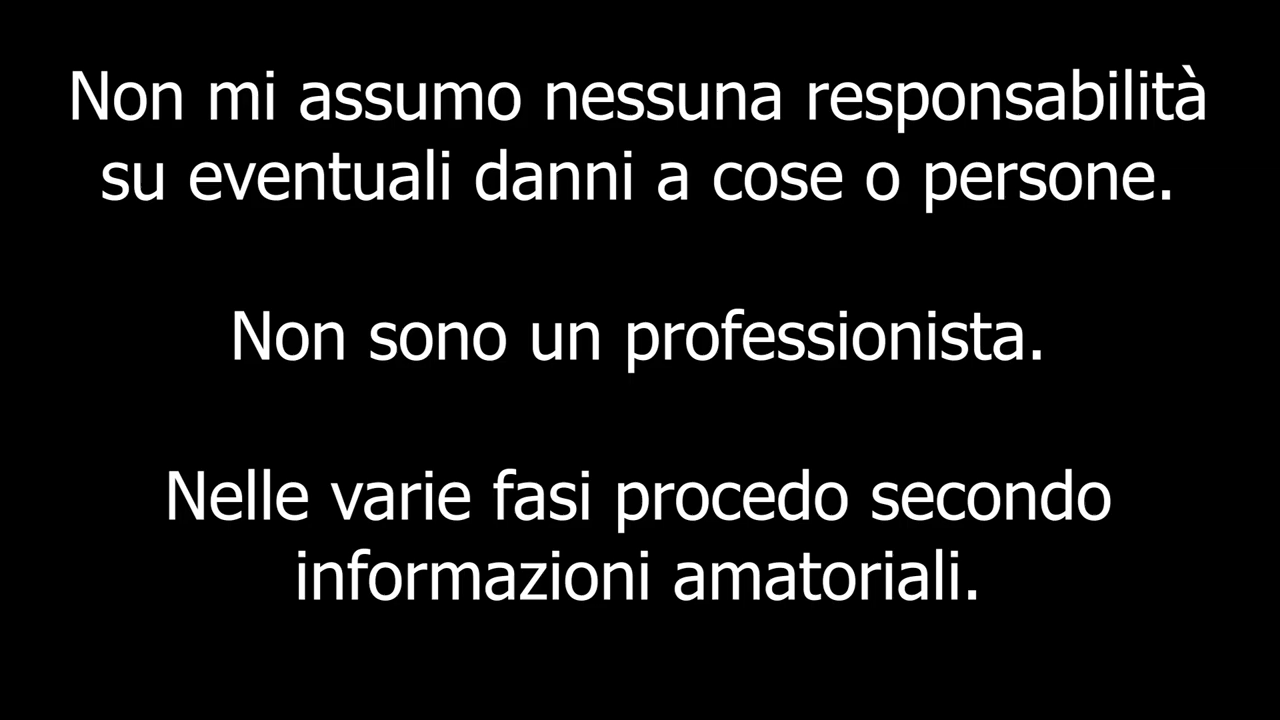 Non mi assumo nessuna responsabilità
su eventuali danni a cose o persone.
Non sono un professionista.
Nelle varie fasi procedo secondo
informazioni amatoriali.